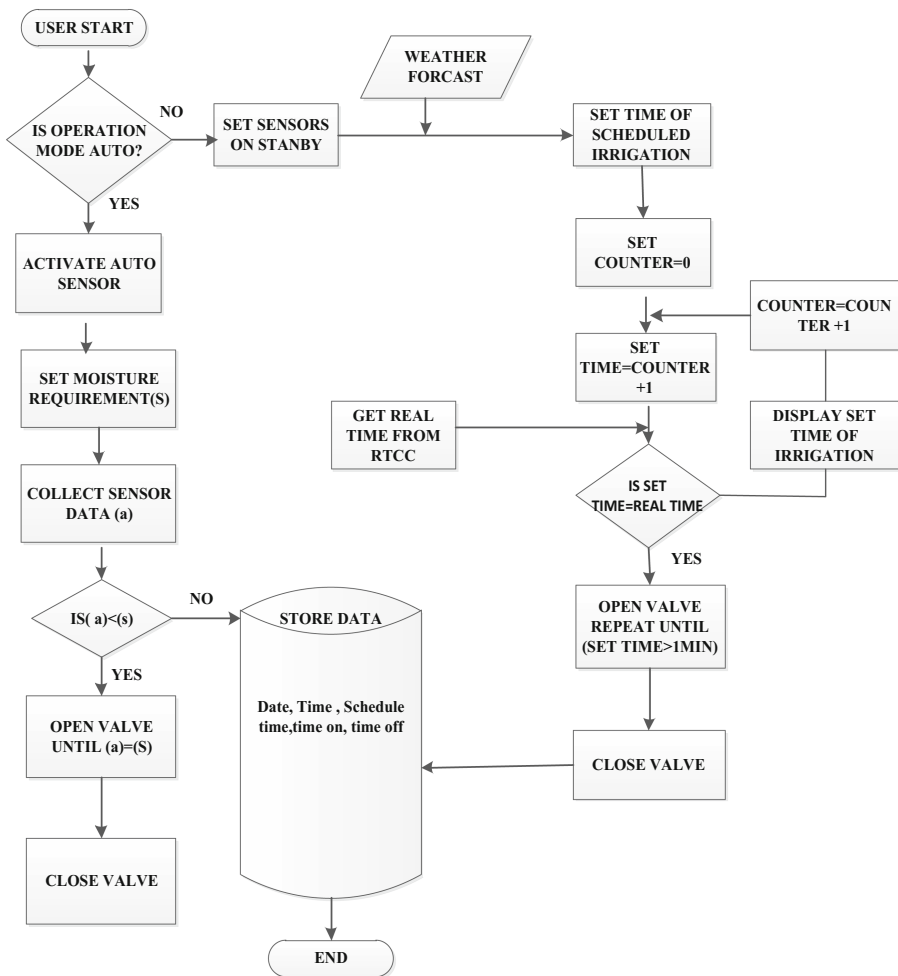 USER START
IS OPERATION
MODE AUTO?
NO
YES
SET SENSORS
ON STANBY
WEATHER
FORCAST
SET TIME OF
SCHEDULED
IRRIGATION
ACTIVATE AUTO
SENSOR
SET
COUNTER=0
COUNTER=COUN
TER +1
SET MOISTURE
REQUIREMENT(S)
SET
TIME=COUNTER
+1
GET REAL
TIME FROM
RTCC
DISPLAY SET
TIME OF
IRRIGATION
COLLECT SENSOR
DATA (a)
IS SET
TIME=REAL TIME
YES
IS( a)<(s)
NO
YES
STORE DATA
Date, Time , Schedule
time,time on, time off
OPEN VALVE
REPEAT UNTIL
(SET TIME>1MIN)
OPEN VALVE
UNTIL (a)=(S)
CLOSE VALVE
CLOSE VALVE
END